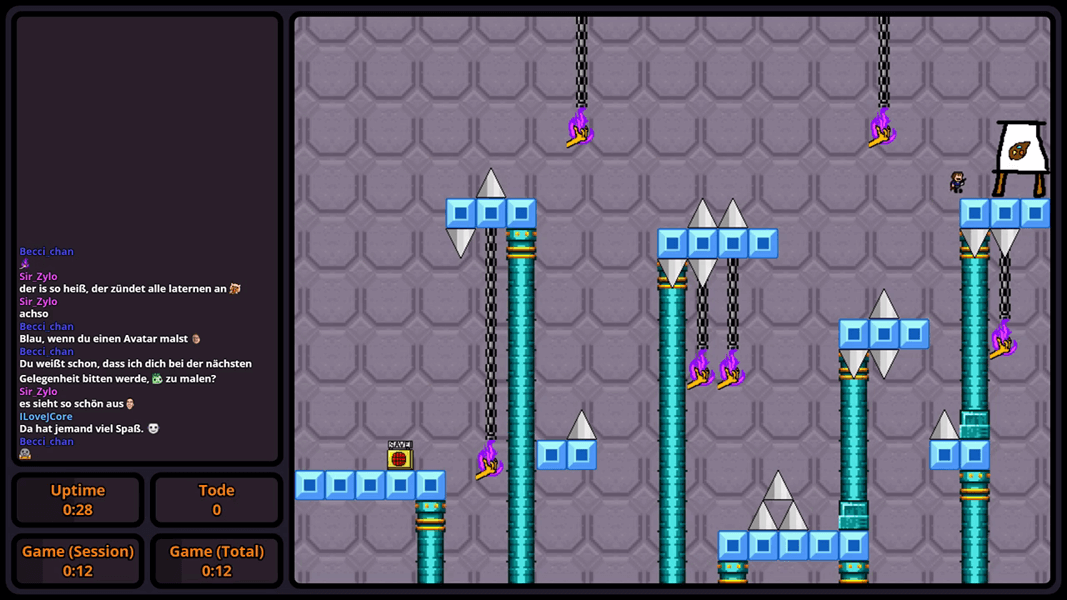 Becci_chan
Sir_Zylo
der is so heiß, der zündet alle laternen an
Sir_Zylo
achso
Becci_chan
Blau, wenn du einen Avatar malst
Becci_chan
Du weißt schon, dass ich dich bei der nächsten
Gelegenheit bitten werde, zu malen?
Sir_Zylo
es sieht so schön aus
ILoveJCore
Da hat jemand viel Spaß.
Becci_chan
SAVE
Uptime
0:28
Tode
0
Game (Session)
0:12
Game (Total)
0:12